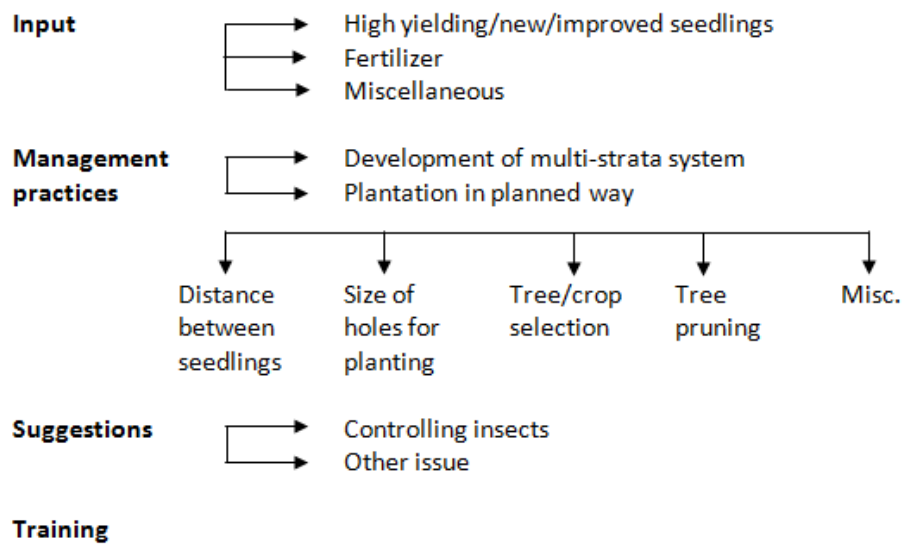 Input
High yielding/new/improved seedlings
Fertilizer
Miscellaneous
Management
practices
Development of multi-strata system
Plantation in planned way
Distance
between
seedlings
Size of
holes for
planting
Tree/crop
selection
Tree
pruning
Misc.
Suggestions
Controlling insects
Other issue
Training